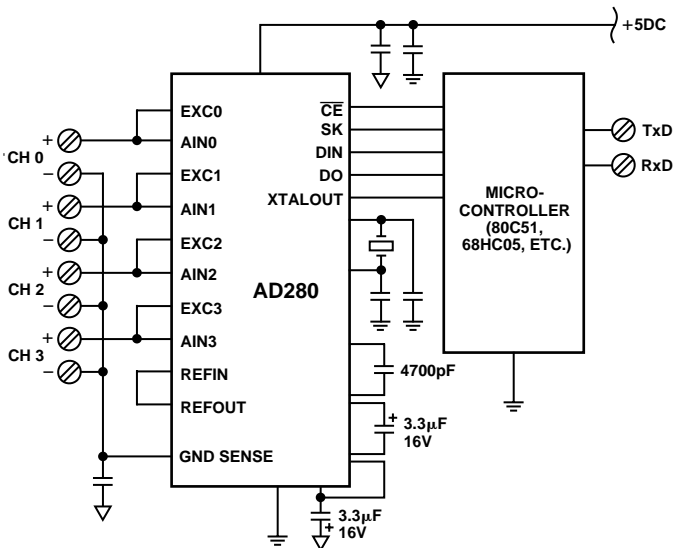 +5DC
EXC0
CE
+
AIN0
SK
TxD
CH 0
DIN
−
EXC1
DO
RxD
+
AIN1
XTALOUT
MICRO-
CONTROLLER
(80C51,
68HC05, ETC.)
CH 1
−
EXC2
+
AIN2
AD280
CH 2
−
EXC3
+
AIN3
CH 3
−
REFIN
4700pF
REFOUT
+
3.3µF
16V
GND SENSE
3.3µF
+
16V